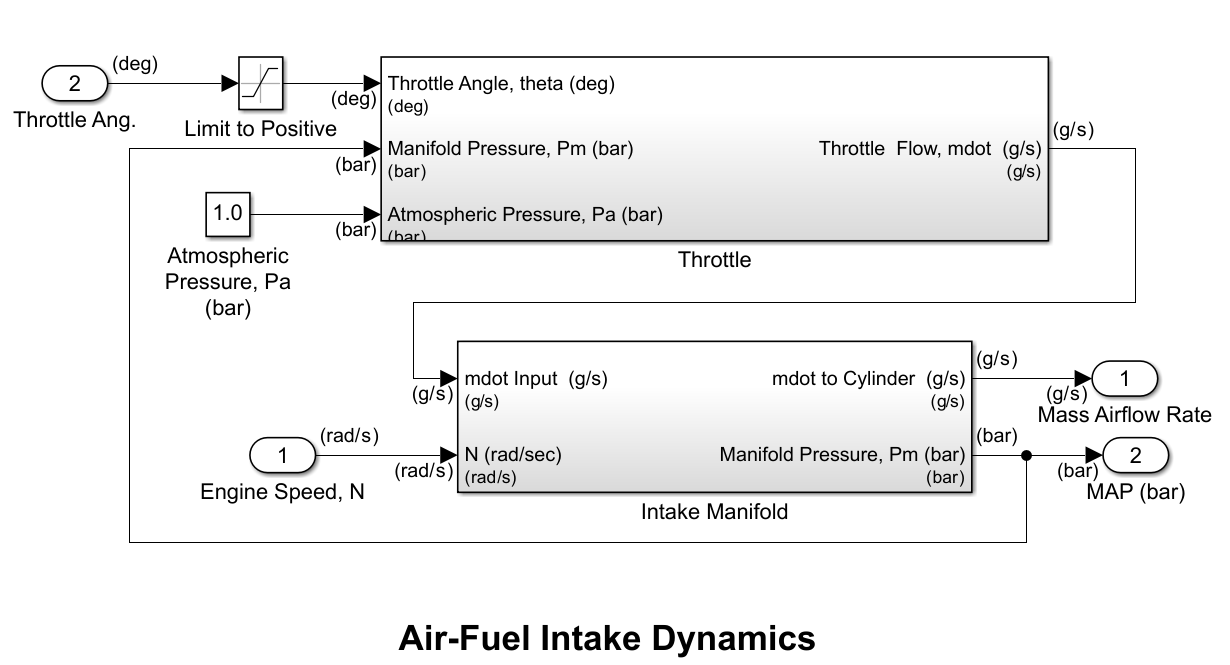 (deg)
2
Throttle Ang.
Limit to Positive
(deg)
Throttle Angle, theta (deg)
(deg)
(bar)
Manifold Pressure, Pm (bar)
(bar)
1.0
Atmospheric
Pressure, Pa
(bar)
(bar)
Atmospheric Pressure, Pa (bar)
(bar)
Throttle  Flow, mdot  (g/s)
(g/s)
(g/s)
Throttle
(g/s)
mdot Input  (g/s)
(g/s)
mdot to Cylinder  (g/s)
(g/s)
(g/s)
(g/s)
1
Mass Airflow Rate
1
Engine Speed, N
(rad/s)
(rad/s)
N (rad/sec)
(rad/s)
Manifold Pressure, Pm (bar)
(bar)
(bar)
(bar)
2
MAP (bar)
Intake Manifold
Air-Fuel Intake Dynamics